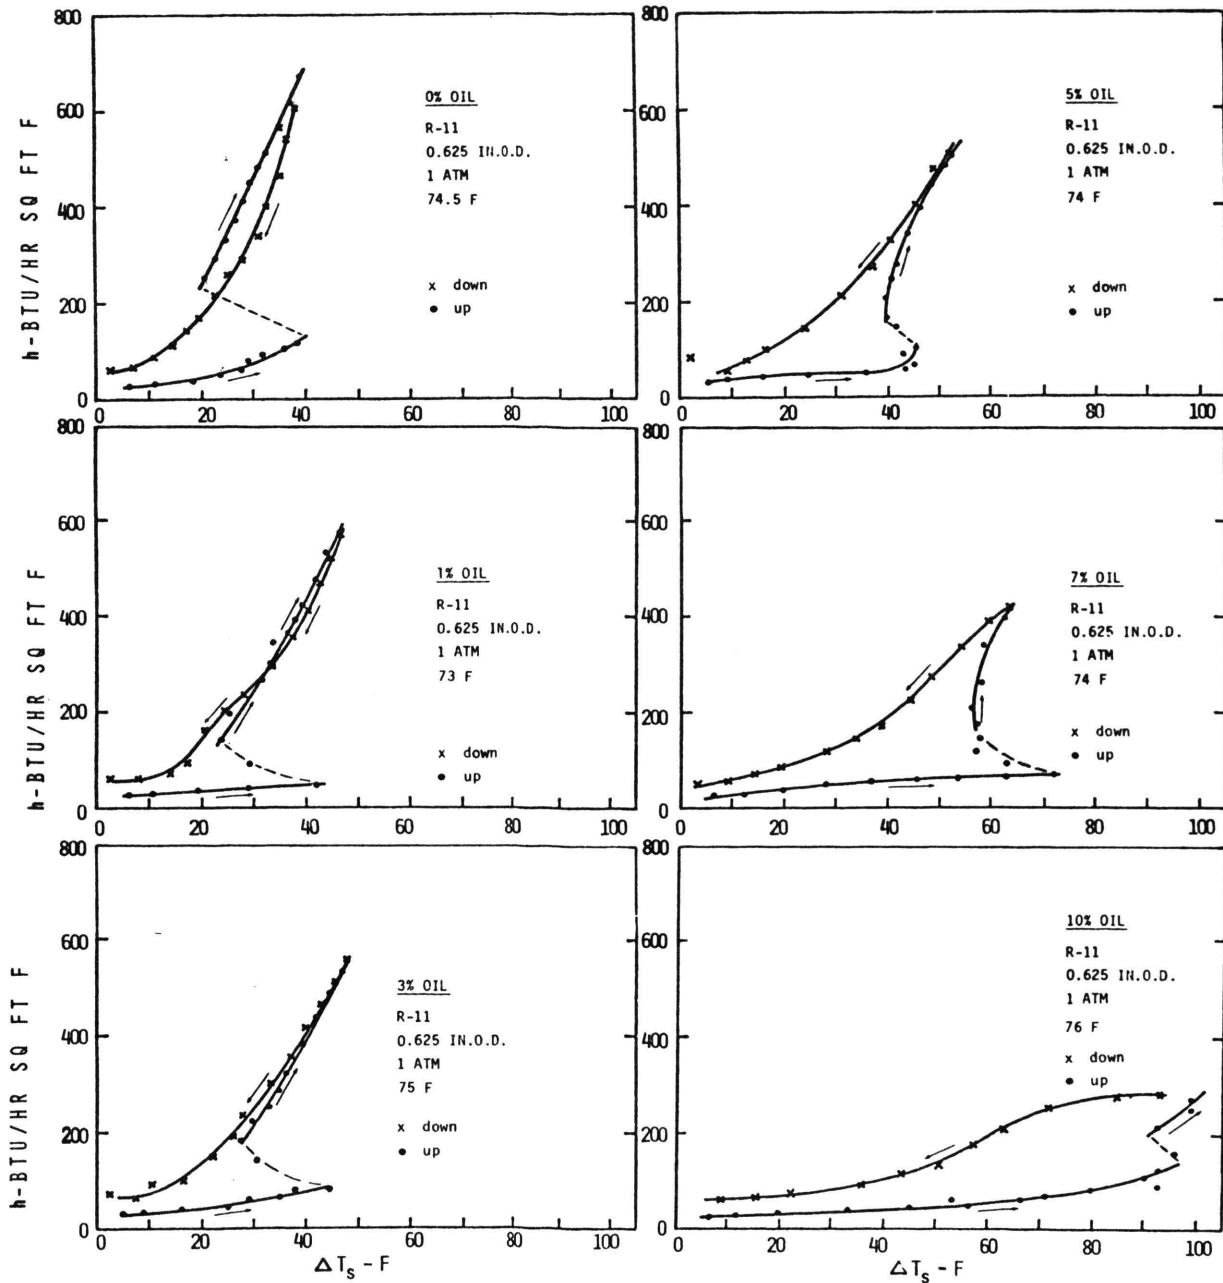 h-BTU/HR SQ FT F
800
600
400
200
0
0 20 40 60 80 100
0% OIL
R-11
0.625 IN.O.D.
1 ATM
74.5 F
x down
● up
800
600
400
200
0
0 20 40 60 80 100
5% OIL
R-11
0.625 IN.O.D.
1 ATM
74 F
x down
● up
h-BTU/HR SQ FT F
800
600
400
200
0
0 20 40 60 80 100
1% OIL
R-11
0.625 IN.O.D.
1 ATM
73 F
x down
● up
800
600
400
200
0
0 20 40 60 80 100
7% OIL
R-11
0.625 IN.O.D.
1 ATM
74 F
x down
● up
h-BTU/HR SQ FT F
800
600
400
200
0
0 20 40 60 80 100
ΔTs - F
3% OIL
R-11
0.625 IN.O.D.
1 ATM
75 F
x down
● up
800
600
400
200
0
0 20 40 60 80 100
ΔTs - F
10% OIL
R-11
0.625 IN.O.D.
1 ATM
76 F
x down
● up